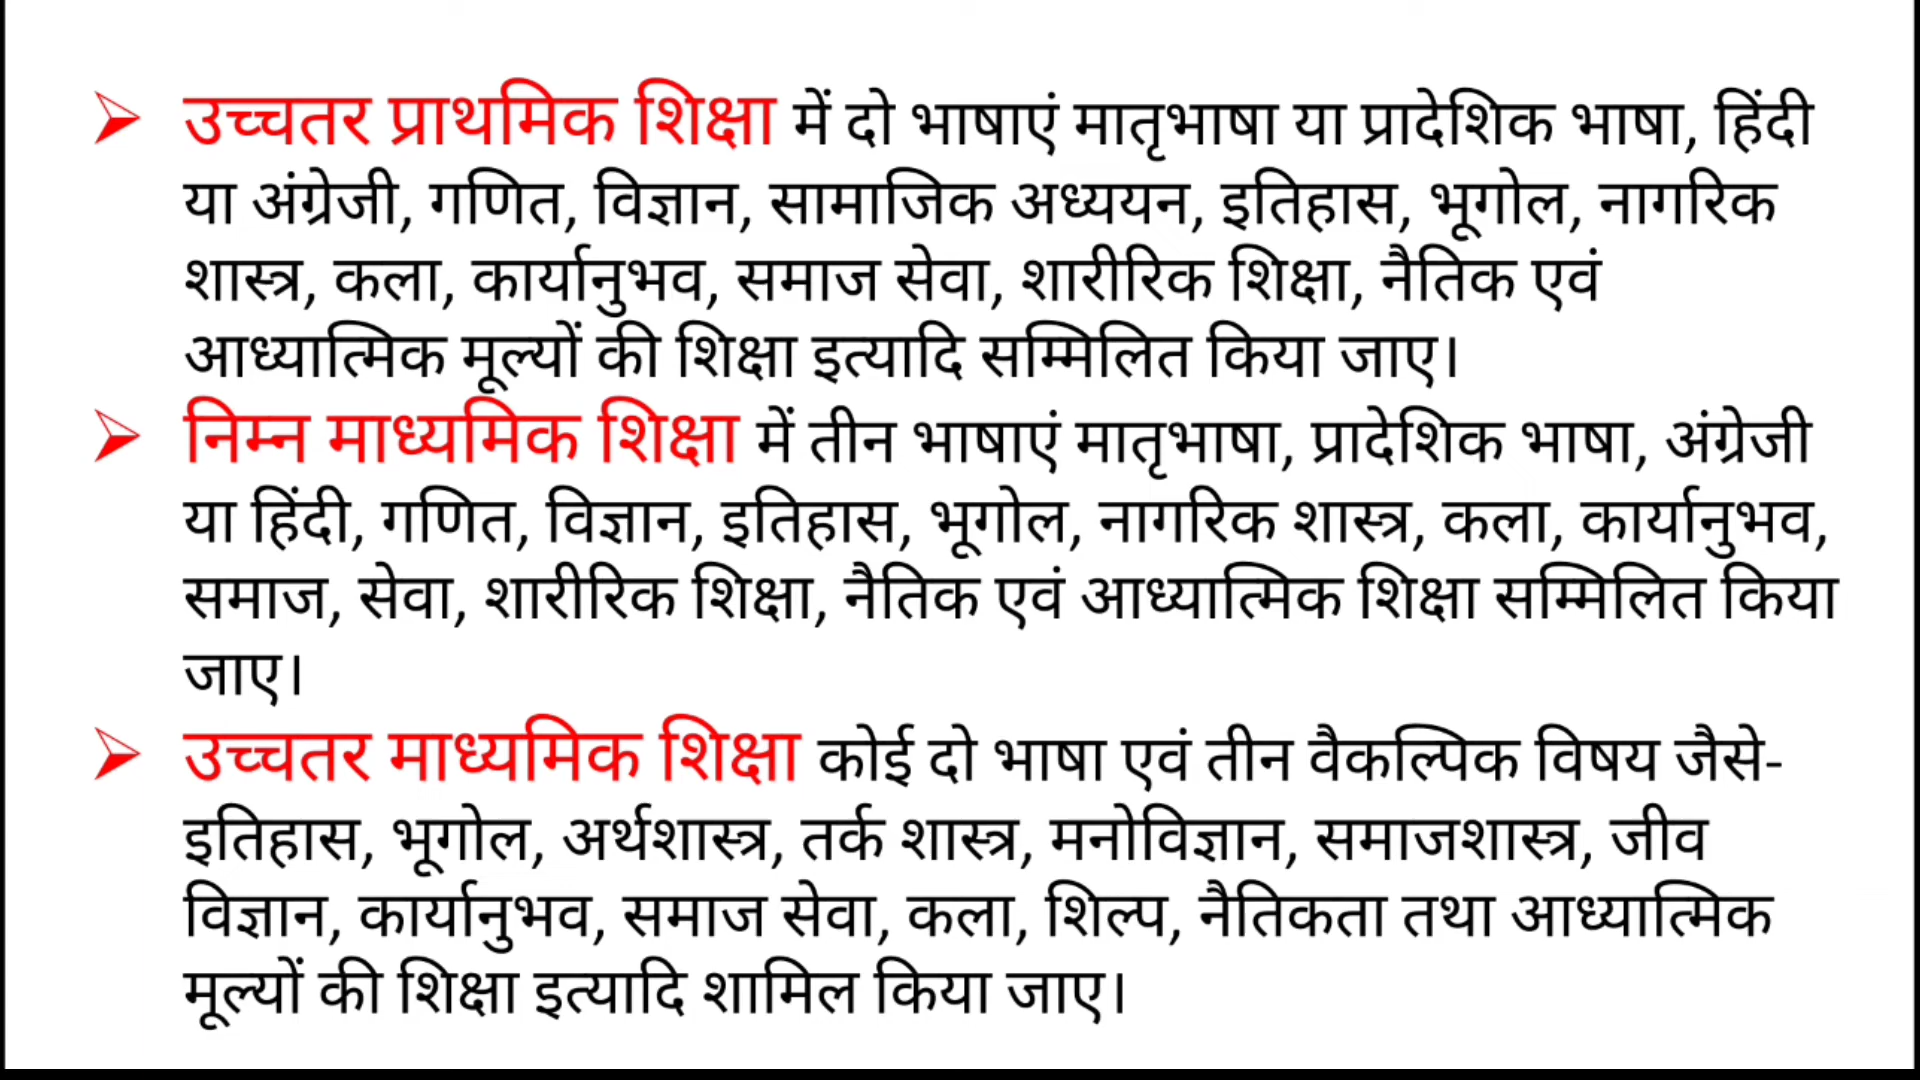 उच्चतर प्राथमिक शिक्षा में दो भाषाएं मातृभाषा या प्रादेशिक भाषा, हिंदी
या अंग्रेजी, गणित, विज्ञान, सामाजिक अध्ययन, इतिहास, भूगोल, नागरिक
शास्त्र, कला, कार्यानुभव, समाज सेवा, शारीरिक शिक्षा, नैतिक एवं
आध्यात्मिक मूल्यों की शिक्षा इत्यादि सम्मिलित किया जाए।
निम्न माध्यमिक शिक्षा में तीन भाषाएं मातृभाषा, प्रादेशिक भाषा, अंग्रेजी
या हिंदी, गणित, विज्ञान, इतिहास, भूगोल, नागरिक शास्त्र, कला, कार्यानुभव,
समाज, सेवा, शारीरिक शिक्षा, नैतिक एवं आध्यात्मिक शिक्षा सम्मिलित किया
जाए।
उच्चतर माध्यमिक शिक्षा कोई दो भाषा एवं तीन वैकल्पिक विषय जैसे-
इतिहास, भूगोल, अर्थशास्त्र, तर्क शास्त्र, मनोविज्ञान, समाजशास्त्र, जीव
विज्ञान, कार्यानुभव, समाज सेवा, कला, शिल्प, नैतिकता तथा आध्यात्मिक
मूल्यों की शिक्षा इत्यादि शामिल किया जाए।